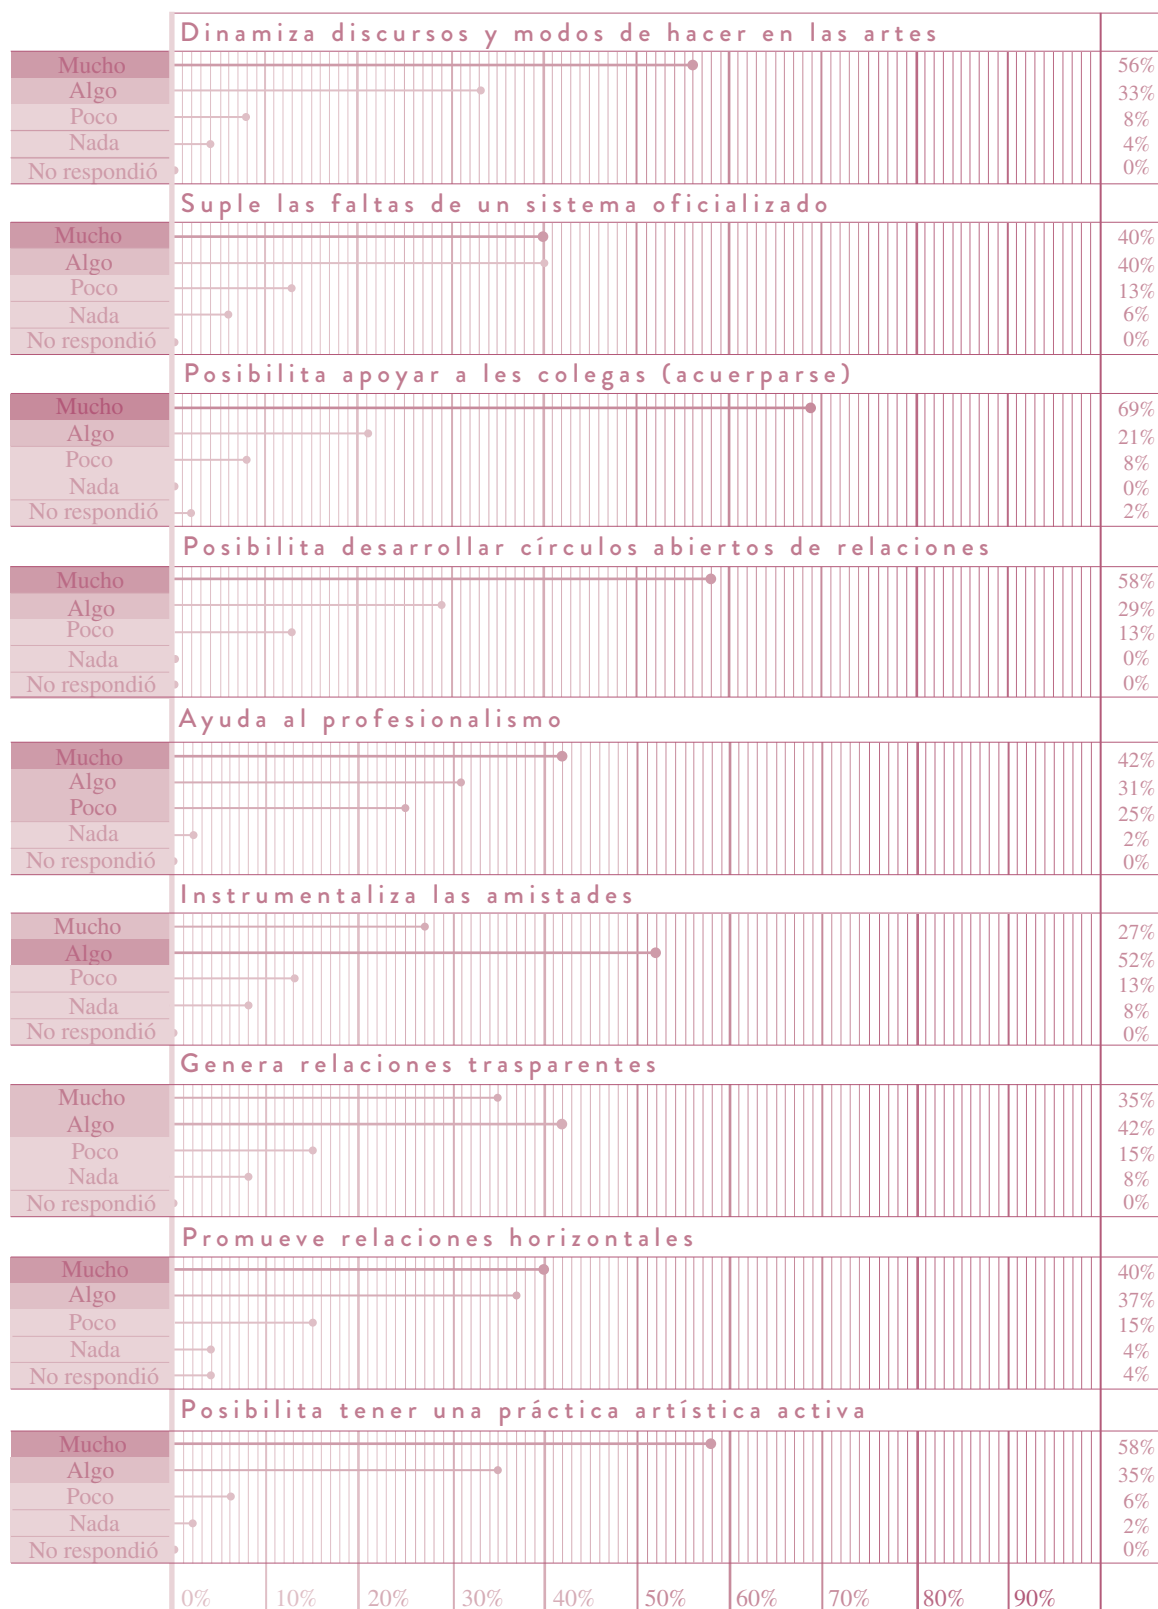 Dinamiza discursos y modos de hacer en las artes
Mucho 56%
Algo 33%
Poco 8%
Nada 4%
No respondió 0%
Suple las faltas de un sistema oficializado
Mucho 40%
Algo 40%
Poco 13%
Nada 6%
No respondió 0%
Posibilita apoyar a les colegas (acuerparse)
Mucho 69%
Algo 21%
Poco 8%
Nada 0%
No respondió 2%
Posibilita desarrollar círculos abiertos de relaciones
Mucho 58%
Algo 29%
Poco 13%
Nada 0%
No respondió 0%
Ayuda al profesionalismo
Mucho 42%
Algo 31%
Poco 25%
Nada 2%
No respondió 0%
Instrumentaliza las amistades
Mucho 27%
Algo 52%
Poco 13%
Nada 8%
No respondió 0%
Genera relaciones trasparentes
Mucho 35%
Algo 42%
Poco 15%
Nada 8%
No respondió 0%
Promueve relaciones horizontales
Mucho 40%
Algo 37%
Poco 15%
Nada 4%
No respondió 4%
Posibilita tener una práctica artística activa
Mucho 58%
Algo 35%
Poco 6%
Nada 2%
No respondió 0%
0% 10% 20% 30% 40% 50% 60% 70% 80% 90%